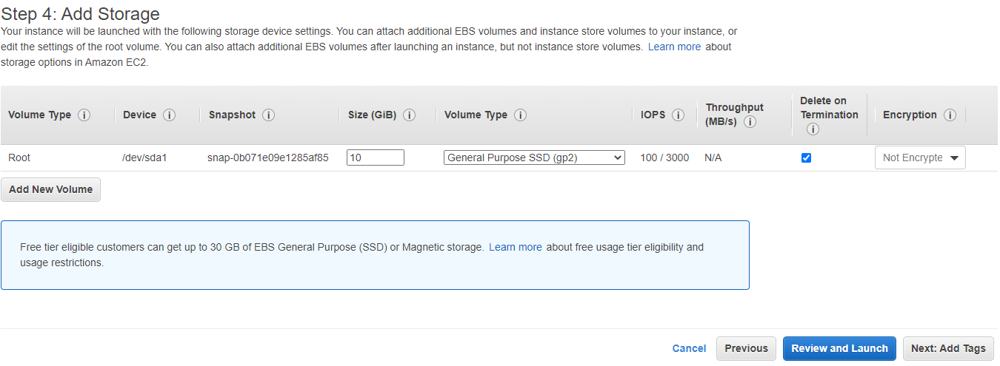 Step 4: Add Storage
Your instance will be launched with the following storage device settings. You can attach additional EBS volumes and instance store volumes to your instance, or
edit the settings of the root volume. You can also attach additional EBS volumes after launching an instance, but not instance store volumes. Learn more about
storage options in Amazon EC2.
Volume Type i Device i Snapshot i Size (GiB) i Volume Type i IOPS i Throughput (MB/s) i Delete on Termination i Encryption i
Root /dev/sda1 snap-0b071e09e1285af85 10 General Purpose SSD (gp2) 100 / 3000 N/A Not Encrypte
Add New Volume
Free tier eligible customers can get up to 30 GB of EBS General Purpose (SSD) or Magnetic storage. Learn more about free usage tier eligibility and
usage restrictions.
Cancel Previous Review and Launch Next: Add Tags